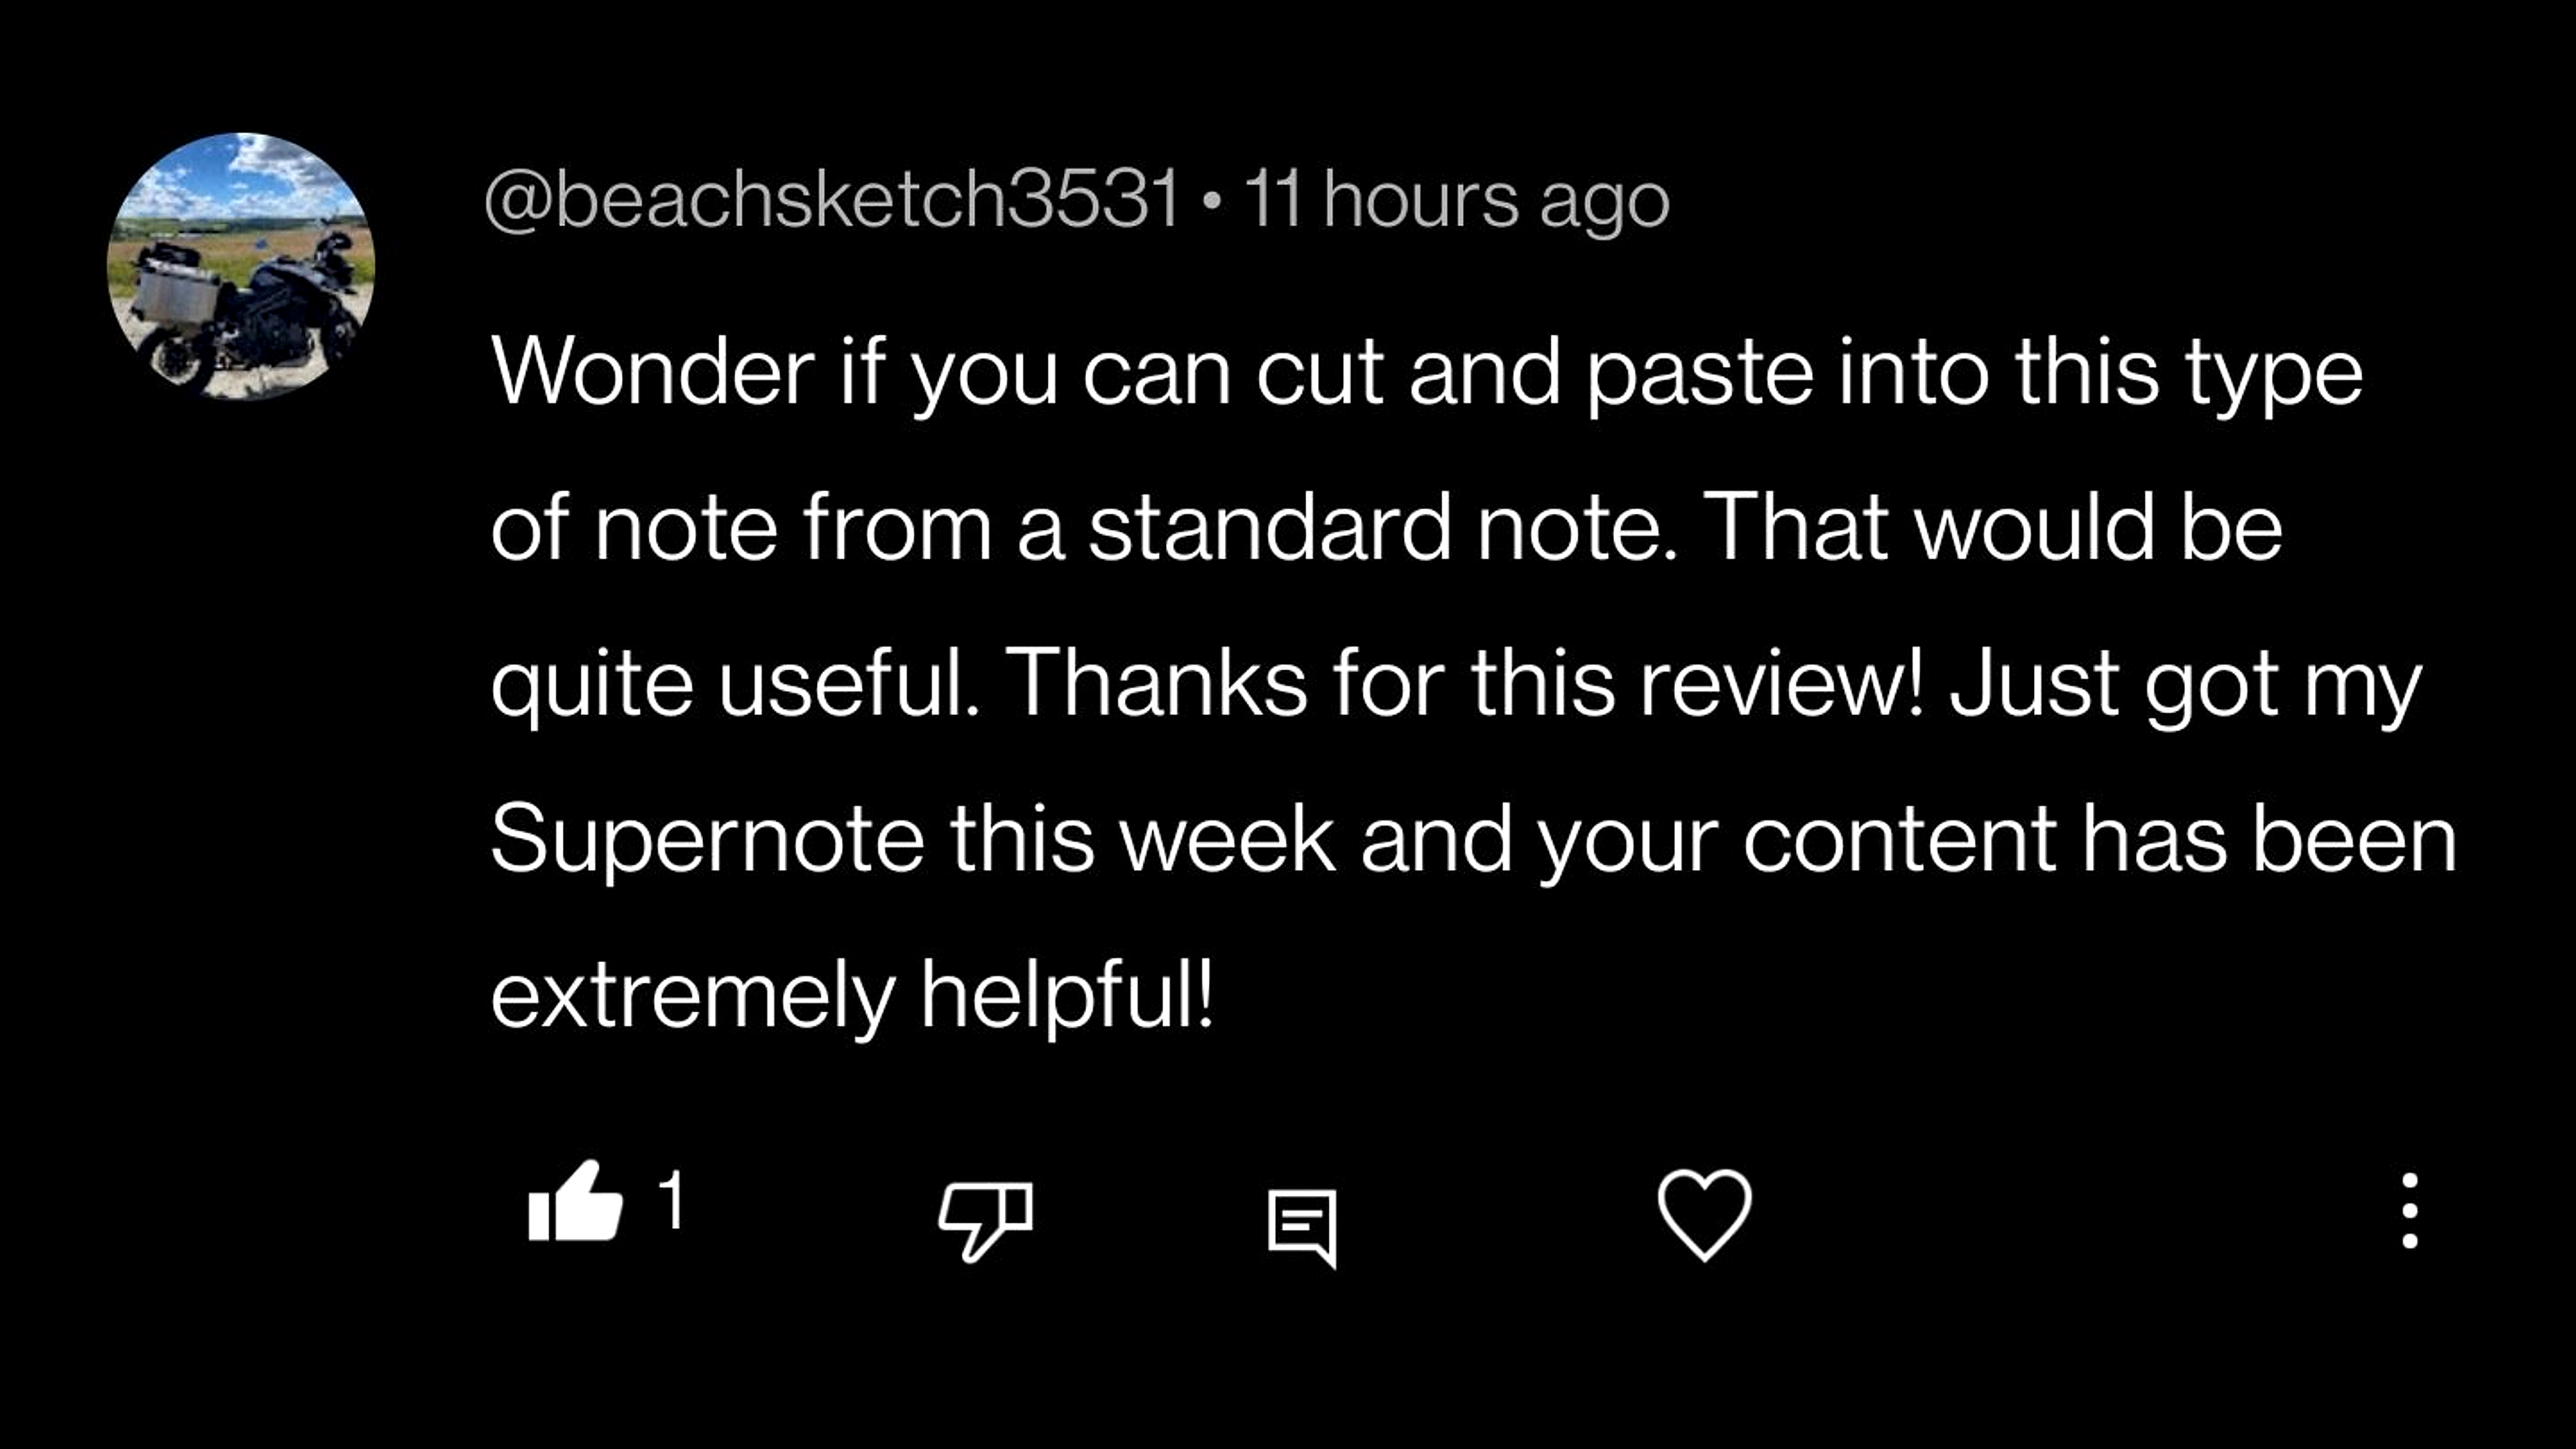 @beachsketch3531 • 11 hours ago
Wonder if you can cut and paste into this type
of note from a standard note. That would be
quite useful. Thanks for this review! Just got my
Supernote this week and your content has been
extremely helpful!
1